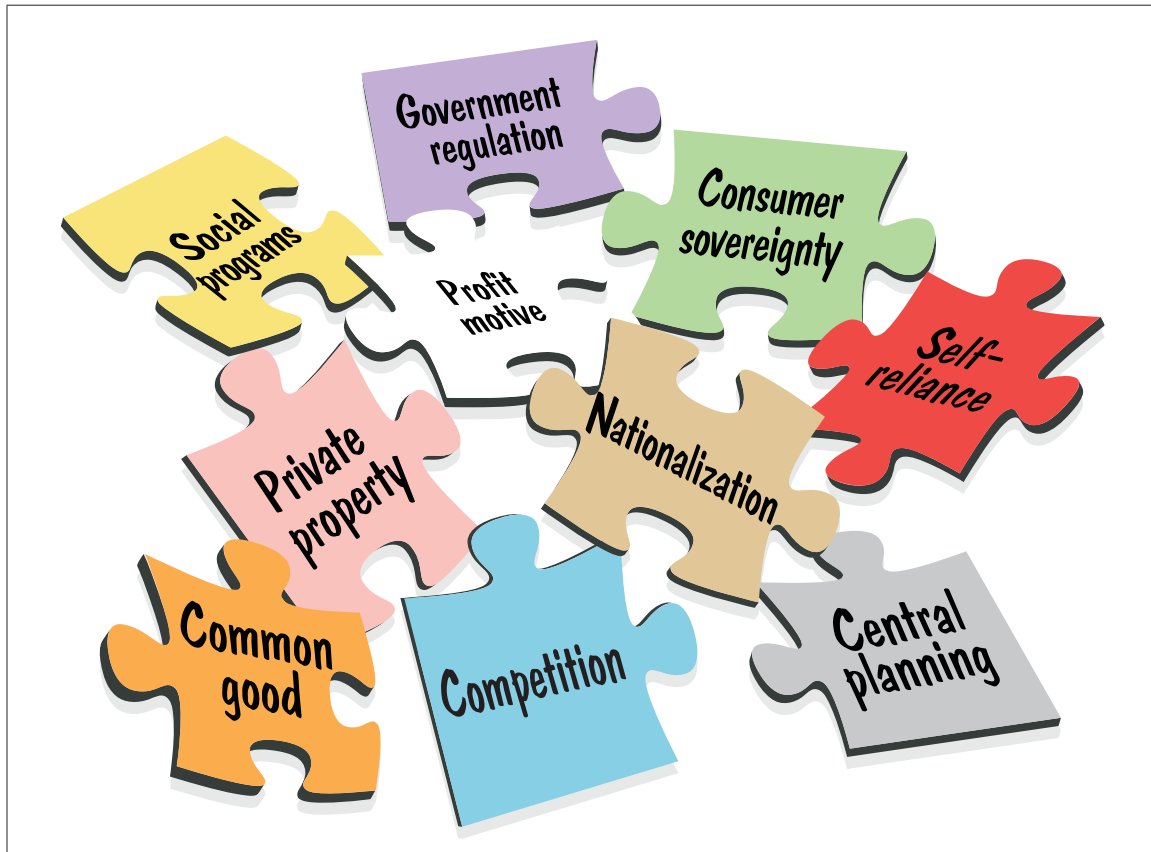 Government
regulation
Social
programs
Consumer
sovereignty
Profit
motive
Self-
reliance
Private
property
Nationalization
Common
good
Competition
Central
planning